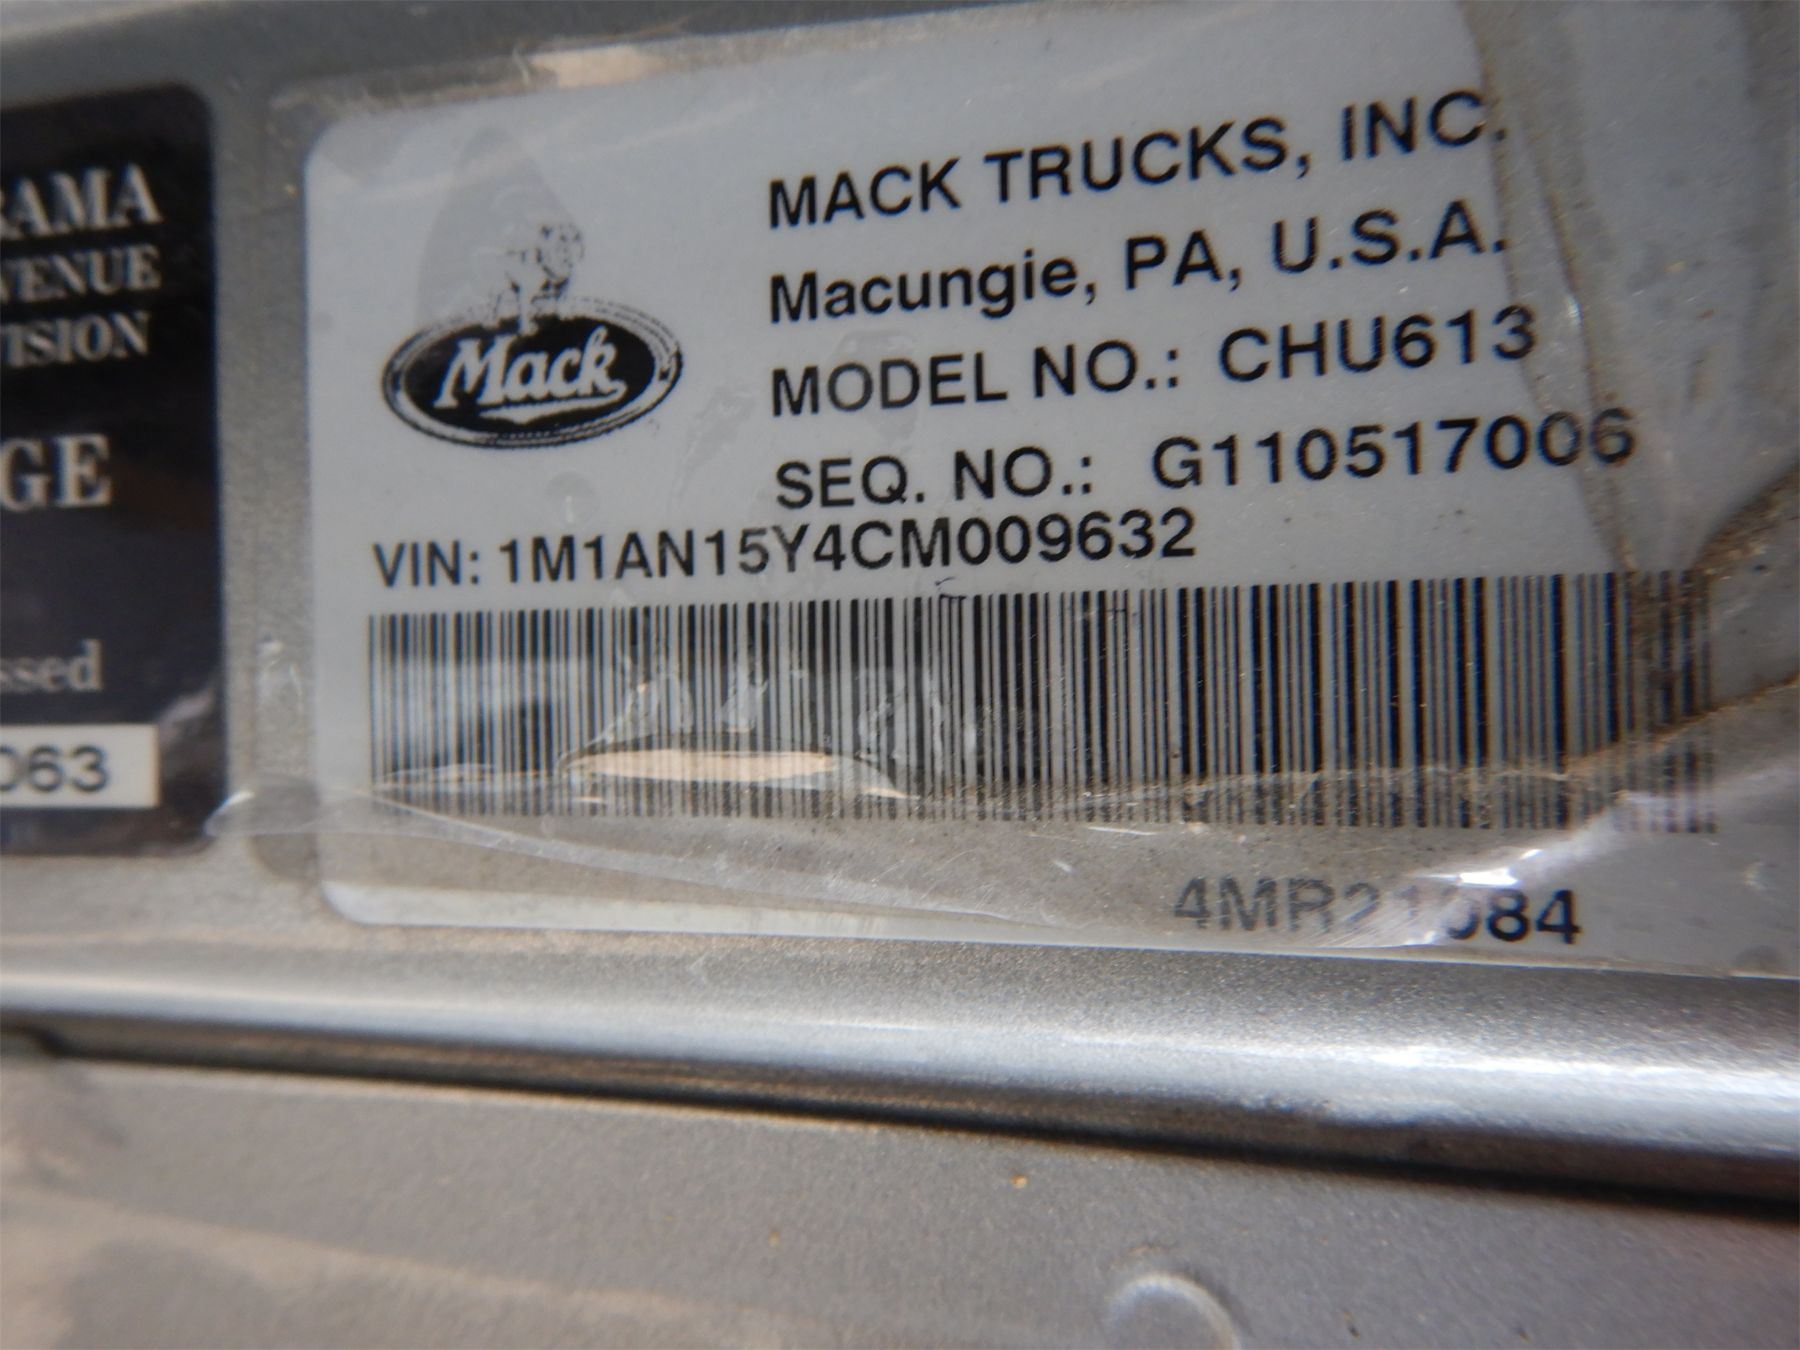 RAMA
VENUE
VISION
GE
ssed
063
Mack
MACK TRUCKS, INC.
Macungie, PA, U.S.A.
MODEL NO.: CHU613
SEQ. NO.: G110517006
VIN: 1M1AN15Y4CM009632